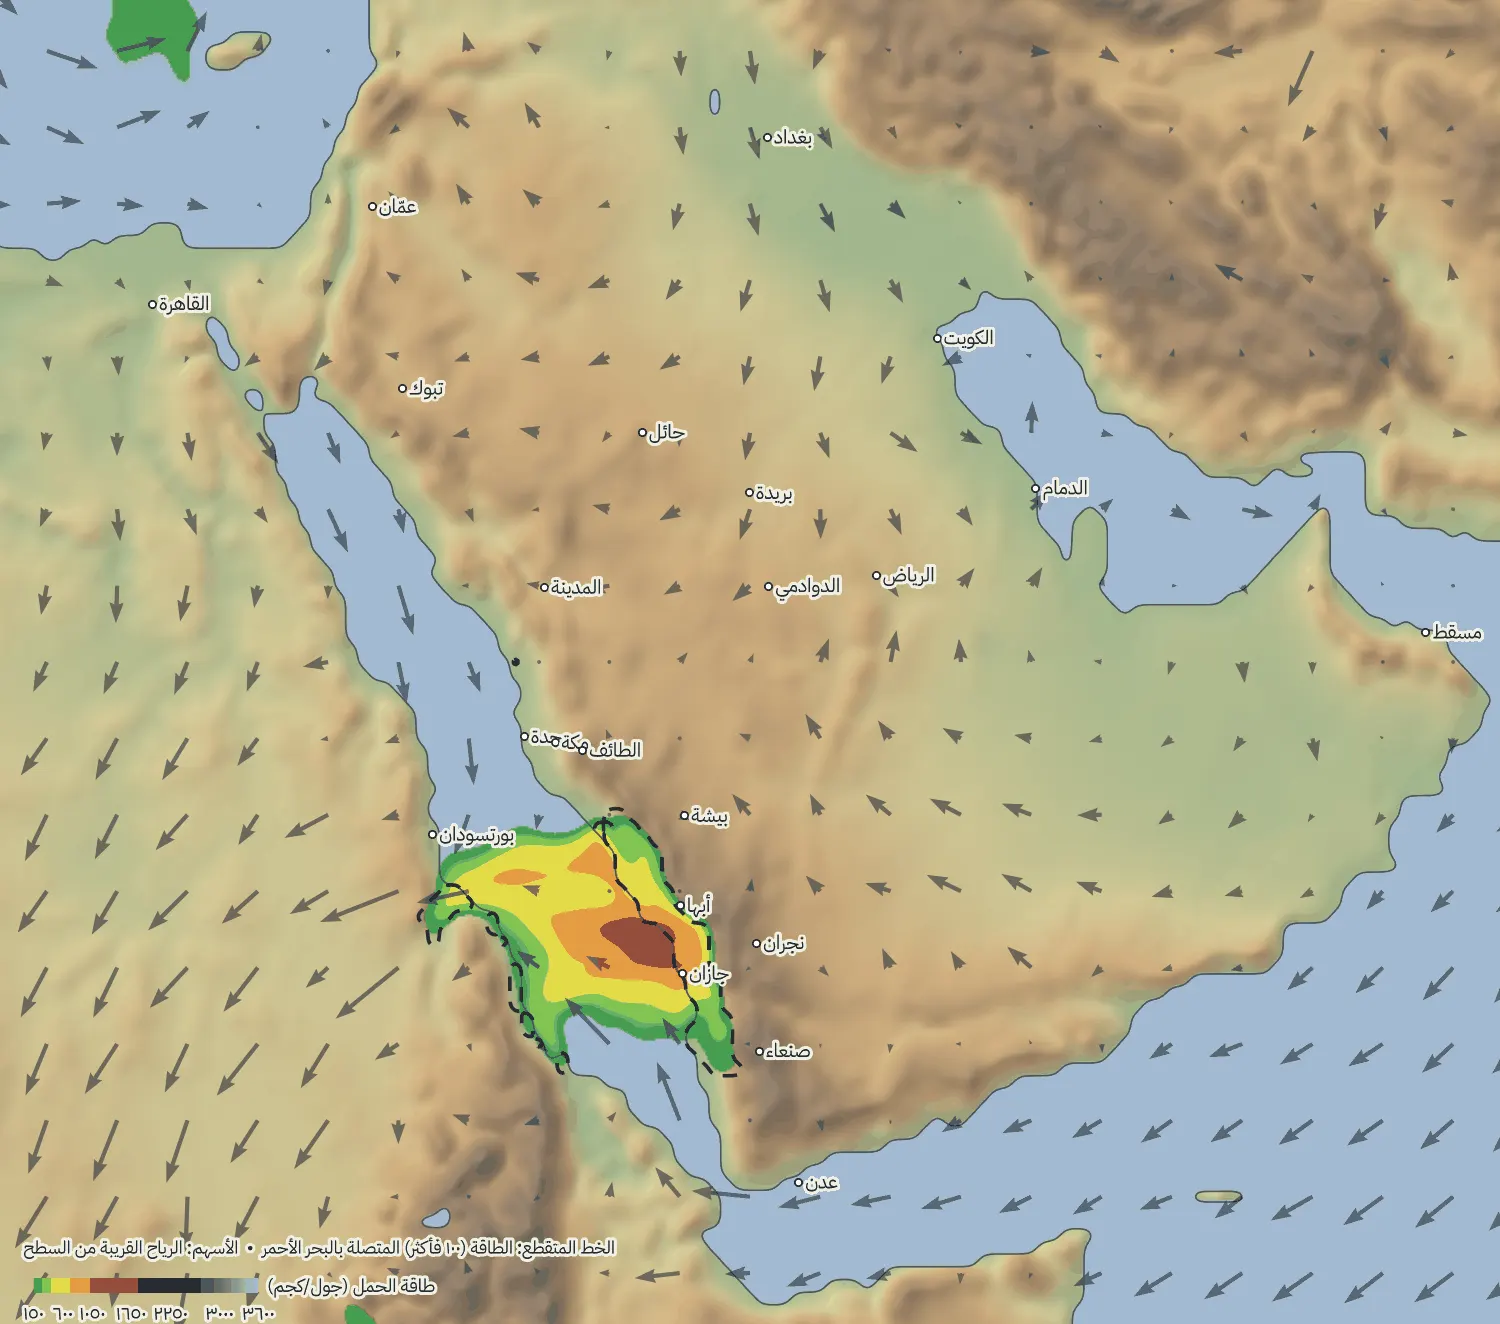 بغداد
عمّان
القاهرة
الكويت
تبوك
حائل
الدمام
بريدة
الرياض
الدوادمي
المدينة
مسقط
جدة
مكة
الطائف
بيشة
بورتسودان
أبها
نجران
جازان
صنعاء
عدن
الخط المتقطع: الطاقة (١٠٠ فأكثر) المتصلة بالبحر الأحمر • الأسهم: الرياح القريبة من السطح
طاقة الحمل (جول/كجم)
١٥٠ ٦٠٠ ١٠٥٠ ١٦٥٠ ٢٢٥٠ ٣٠٠٠ ٣٦٠٠